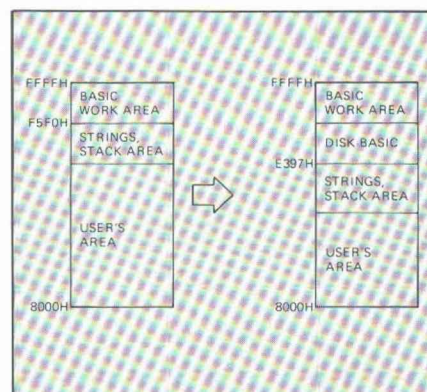 FFFFH
BASIC
WORK AREA
F5F0H
STRINGS,
STACK AREA
USER'S
AREA
8000H
FFFFH
BASIC
WORK AREA
DISK BASIC
E397H
STRINGS,
STACK AREA
USER'S
AREA
8000H